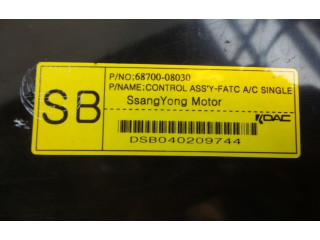 SB
P/NO:68700-08030
P/NAME:CONTROL ASS'Y-FATC A/C SINGLE
SsangYong Motor
DAC
DSB040209744